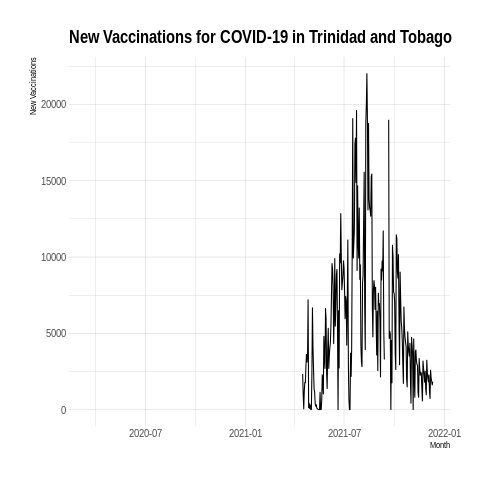 New Vaccinations for COVID-19 in Trinidad and Tobago
New Vaccinations
20000
15000
10000
5000
0
2020-07 2021-01 2021-07 2022-01
Month